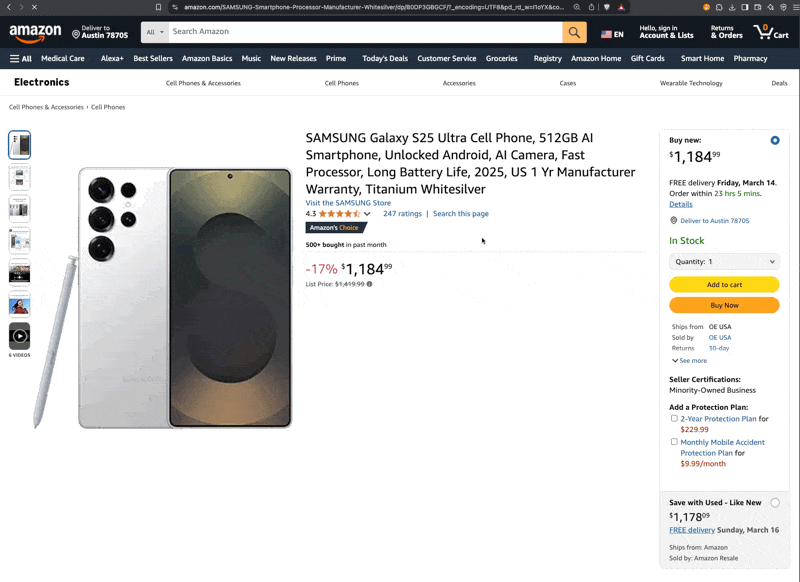 amazon.com/SAMSUNG-Smartphone-Processor-Manufacturer-Whitesilver/dp/B0DP3GBGCF/?_encoding=UTF8&pd_rd_w=I1oYX&co...
amazon
Deliver to
Austin 78705
All
Search Amazon
EN
Hello, sign in
Account & Lists
Returns
& Orders
0
Cart
All
Medical Care
Alexa+
Best Sellers
Amazon Basics
Music
New Releases
Prime
Today's Deals
Customer Service
Groceries
Registry
Amazon Home
Gift Cards
Smart Home
Pharmacy
Electronics
Cell Phones & Accessories
Cell Phones
Accessories
Cases
Wearable Technology
Deals
Cell Phones & Accessories › Cell Phones
6 VIDEOS
SAMSUNG Galaxy S25 Ultra Cell Phone, 512GB AI
Smartphone, Unlocked Android, AI Camera, Fast
Processor, Long Battery Life, 2025, US 1 Yr Manufacturer
Warranty, Titanium Whitesilver
Visit the SAMSUNG Store
4.3
247 ratings | Search this page
Amazon's Choice
500+ bought in past month
-17% $1,184.99
List Price: $1,419.99
Buy new:
$1,184.99
FREE delivery Friday, March 14.
Order within 23 hrs 5 mins.
Details
Deliver to Austin 78705
In Stock
Quantity: 1
Add to cart
Buy Now
Ships from OE USA
Sold by OE USA
Returns 30-day
See more
Seller Certifications:
Minority-Owned Business
Add a Protection Plan:
2-Year Protection Plan for
$229.99
Monthly Mobile Accident
Protection Plan for
$9.99/month
Save with Used - Like New
$1,178.09
FREE delivery Sunday, March 16
Ships from: Amazon
Sold by: Amazon Resale